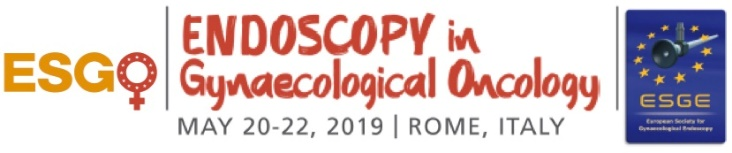 ESGO
ENDOSCOPY in
Gynaecological Oncology
MAY 20-22, 2019 | ROME, ITALY
ESGE
European Society for
Gynaecological Endoscopy